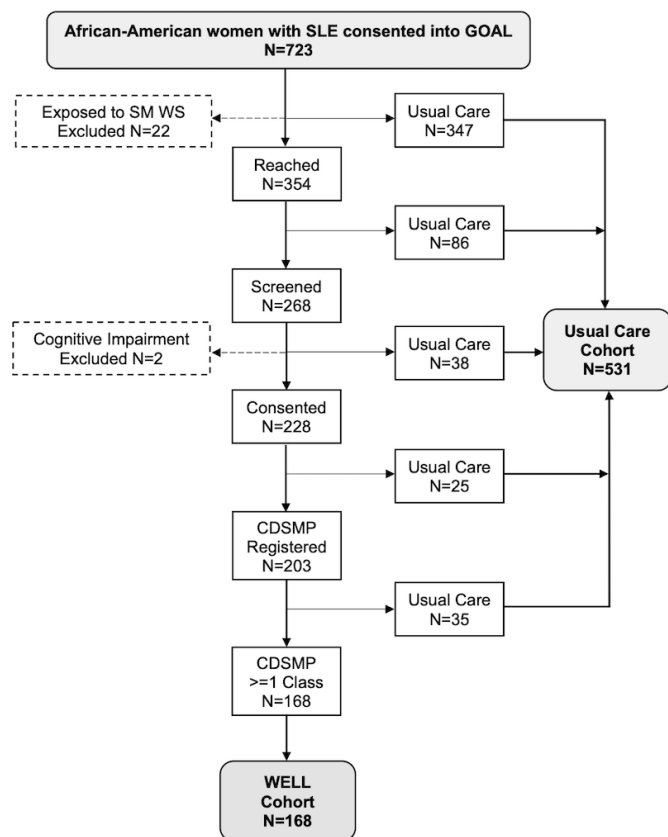 African-American women with SLE consented into GOAL
N=723
Exposed to SM WS
Excluded N=22
Usual Care
N=347
Reached
N=354
Usual Care
N=86
Screened
N=268
Cognitive Impairment
Excluded N=2
Usual Care
N=38
Usual Care
Cohort
N=531
Consented
N=228
Usual Care
N=25
CDSMP
Registered
N=203
Usual Care
N=35
CDSMP
>=1 Class
N=168
WELL
Cohort
N=168